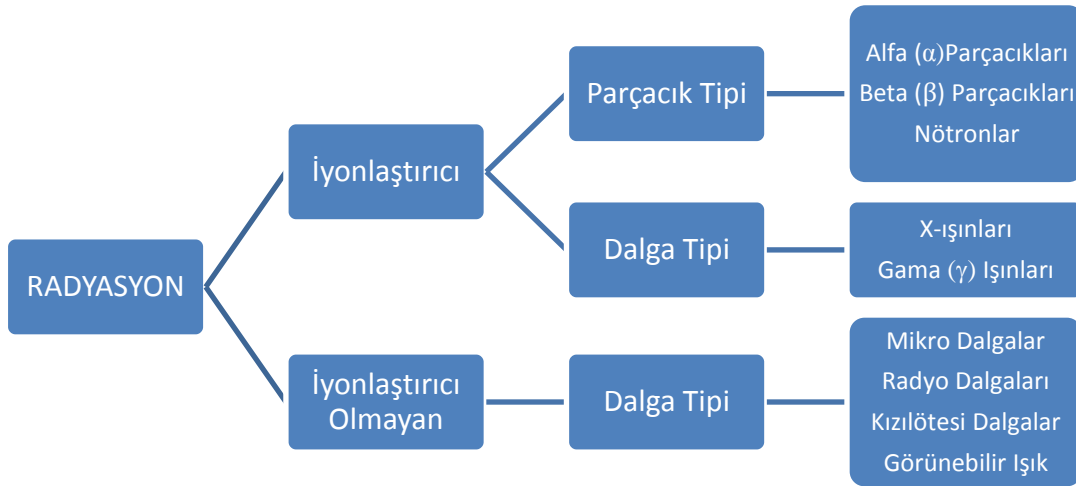 RADYASYON
İyonlaştırıcı
Parçacık Tipi
Alfa (α)Parçacıkları
Beta (β) Parçacıkları
Nötronlar
Dalga Tipi
X-ışınları
Gama (γ) Işınları
İyonlaştırıcı
Olmayan
Dalga Tipi
Mikro Dalgalar
Radyo Dalgaları
Kızılötesi Dalgalar
Görünebilir Işık